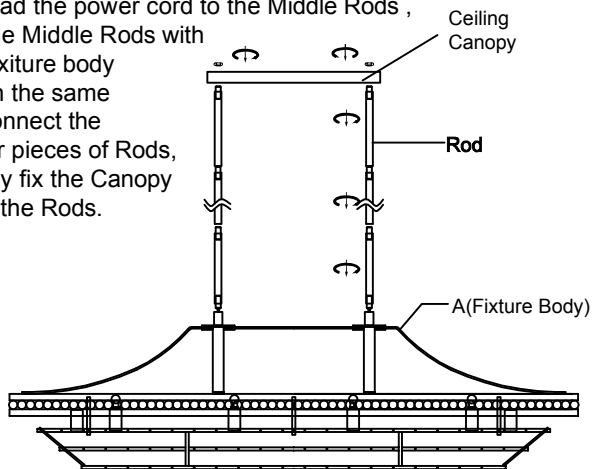 ad the power cord to the Middle Rods ,
e Middle Rods with
xiture body
n the same
onnect the
r pieces of Rods,
y fix the Canopy
the Rods.
Ceiling
Canopy
Rod
A(Fixture Body)